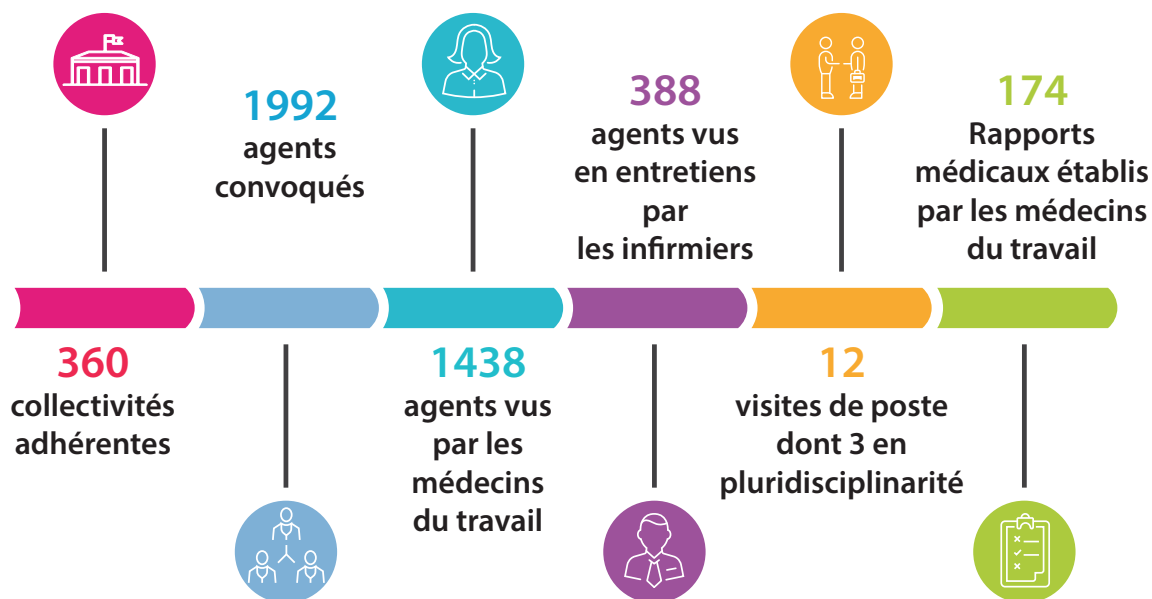 360
collectivités
adhérentes
1992
agents
convoqués
1438
agents vus
par les
médecins
du travail
388
agents vus
en entretiens
par
les infirmiers
12
visites de poste
dont 3 en
pluridisciplinarité
174
Rapports
médicaux établis
par les médecins
du travail